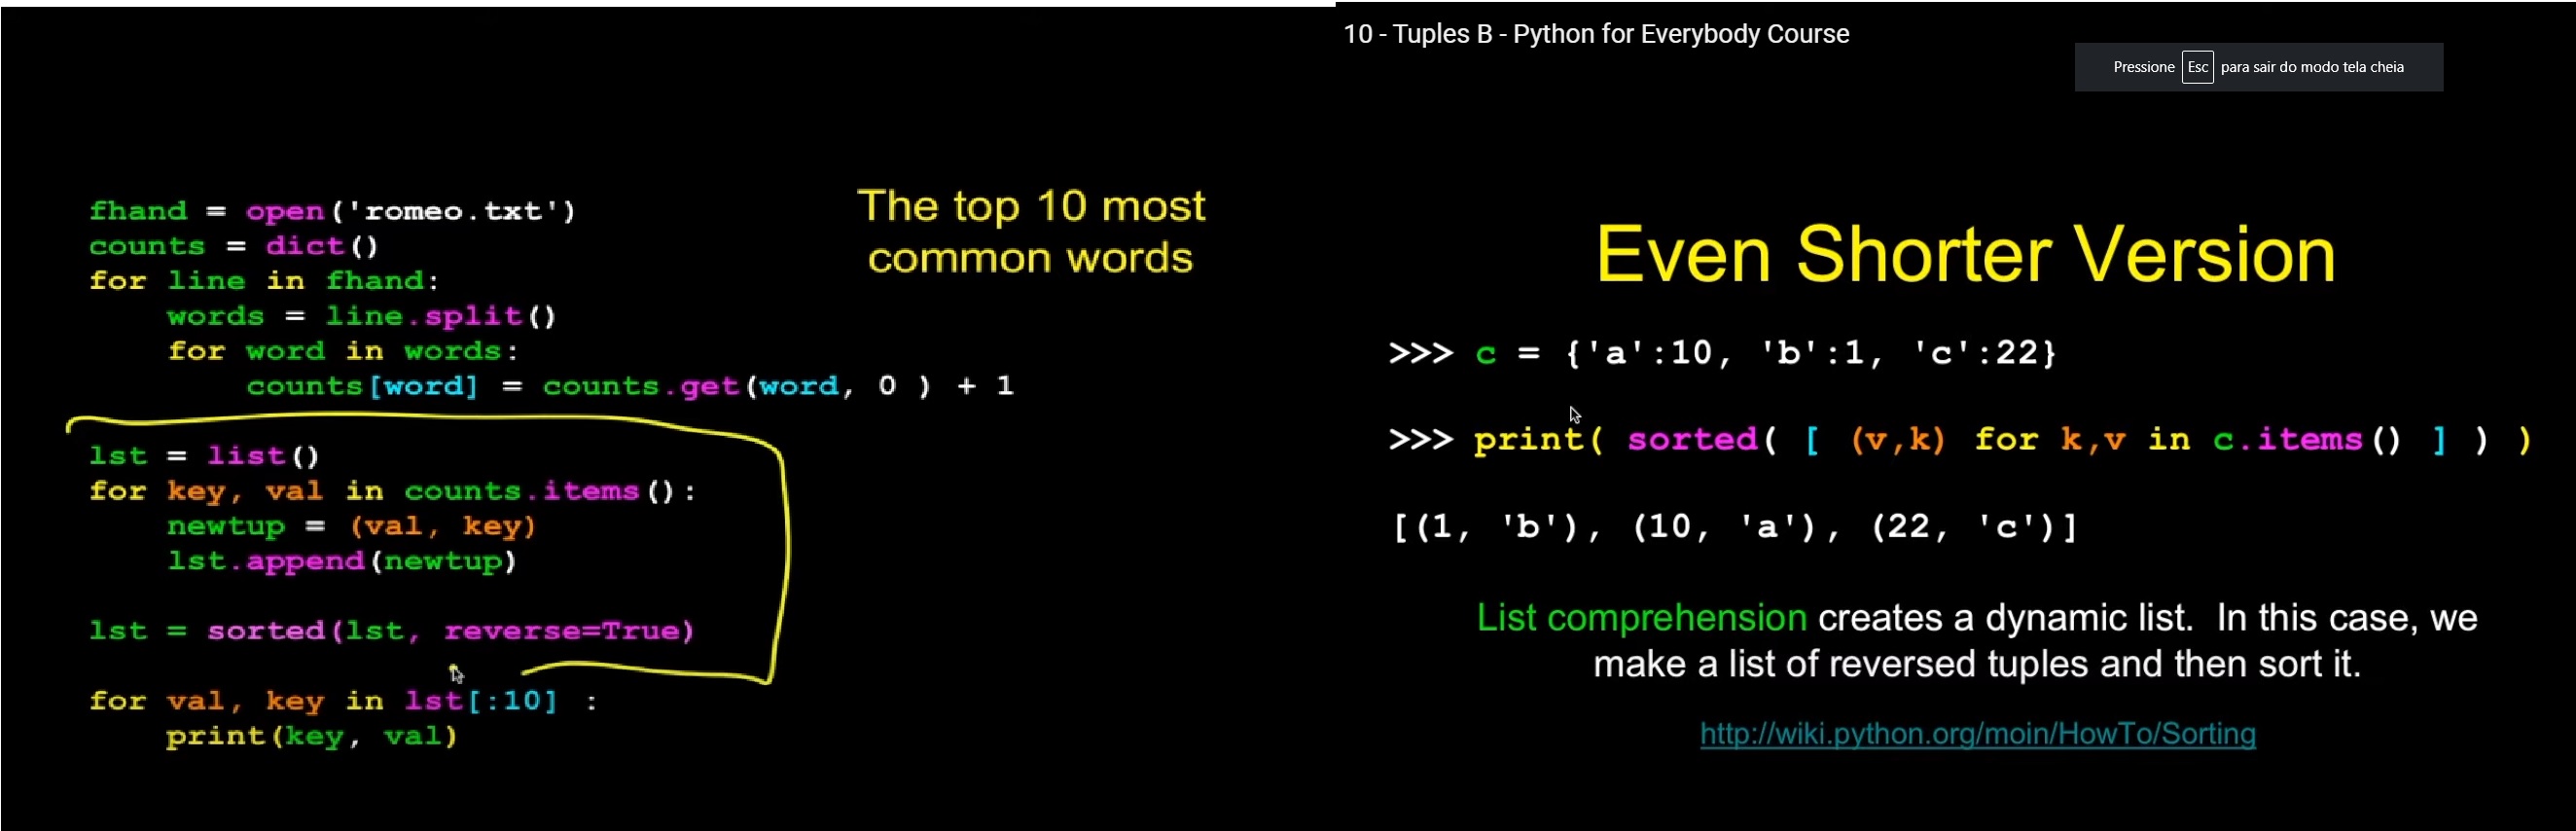 fhand = open('romeo.txt')
counts = dict()
for line in fhand:
    words = line.split()
    for word in words:
        counts[word] = counts.get(word, 0 ) + 1

lst = list()
for key, val in counts.items():
    newtup = (val, key)
    lst.append(newtup)

lst = sorted(lst, reverse=True)

for val, key in lst[:10] :
    print(key, val)
The top 10 most
common words
10 - Tuples B - Python for Everybody Course
Pressione Esc para sair do modo tela cheia
Even Shorter Version
>>> c = {'a':10, 'b':1, 'c':22}
>>> print( sorted( [ (v,k) for k,v in c.items() ] ) )
[(1, 'b'), (10, 'a'), (22, 'c')]
List comprehension creates a dynamic list.  In this case, we
make a list of reversed tuples and then sort it.
http://wiki.python.org/moin/HowTo/Sorting